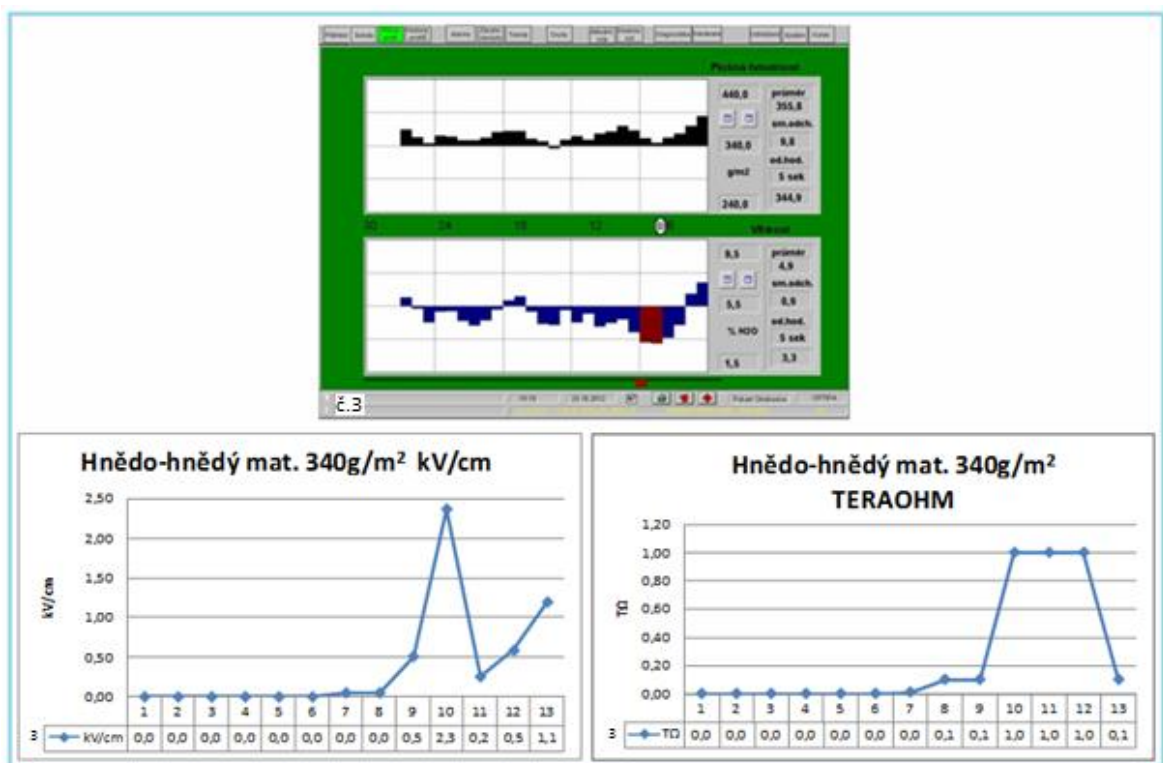 440,0 průměr
355,8
sm.odch.
340,0 9,8
od.hod.
g/m2 5 sek
240,0 344,9
24 18 12
Vlhkost
9,5 průměr
4,9
sm.odch.
5,5 0,9
od.hod.
% H2O 5 sek
1,5 3,3
č.3
Hnědo-hnědý mat. 340g/m² kV/cm
2,50
2,00
1,50
1,00
0,50
0,00
kV/cm
1 2 3 4 5 6 7 8 9 10 11 12 13
3 kV/cm 0,0 0,0 0,0 0,0 0,0 0,0 0,0 0,0 0,5 2,3 0,2 0,5 1,1
Hnědo-hnědý mat. 340g/m²
TERAOHM
1,20
1,00
0,80
0,60
0,40
0,20
0,00
TΩ
1 2 3 4 5 6 7 8 9 10 11 12 13
3 TΩ 0,0 0,0 0,0 0,0 0,0 0,0 0,0 0,1 0,1 1,0 1,0 1,0 0,1